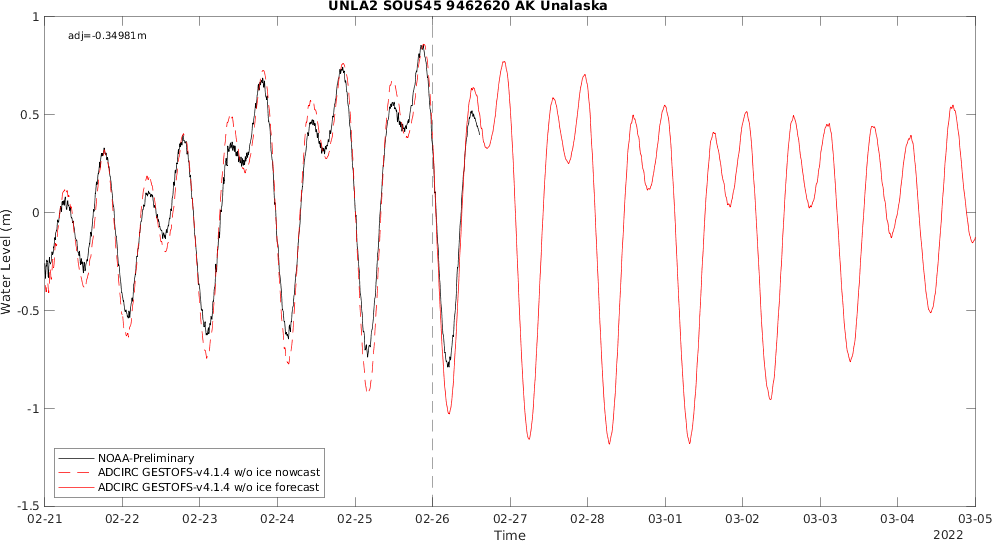 UNLA2 SOUS45 9462620 AK Unalaska
adj=-0.34981m
1
0.5
0
-0.5
-1
-1.5
Water Level (m)
NOAA-Preliminary
ADCIRC GESTOFS-v4.1.4 w/o ice nowcast
ADCIRC GESTOFS-v4.1.4 w/o ice forecast
02-21 02-22 02-23 02-24 02-25 02-26 02-27 02-28 03-01 03-02 03-03 03-04 03-05
Time
2022